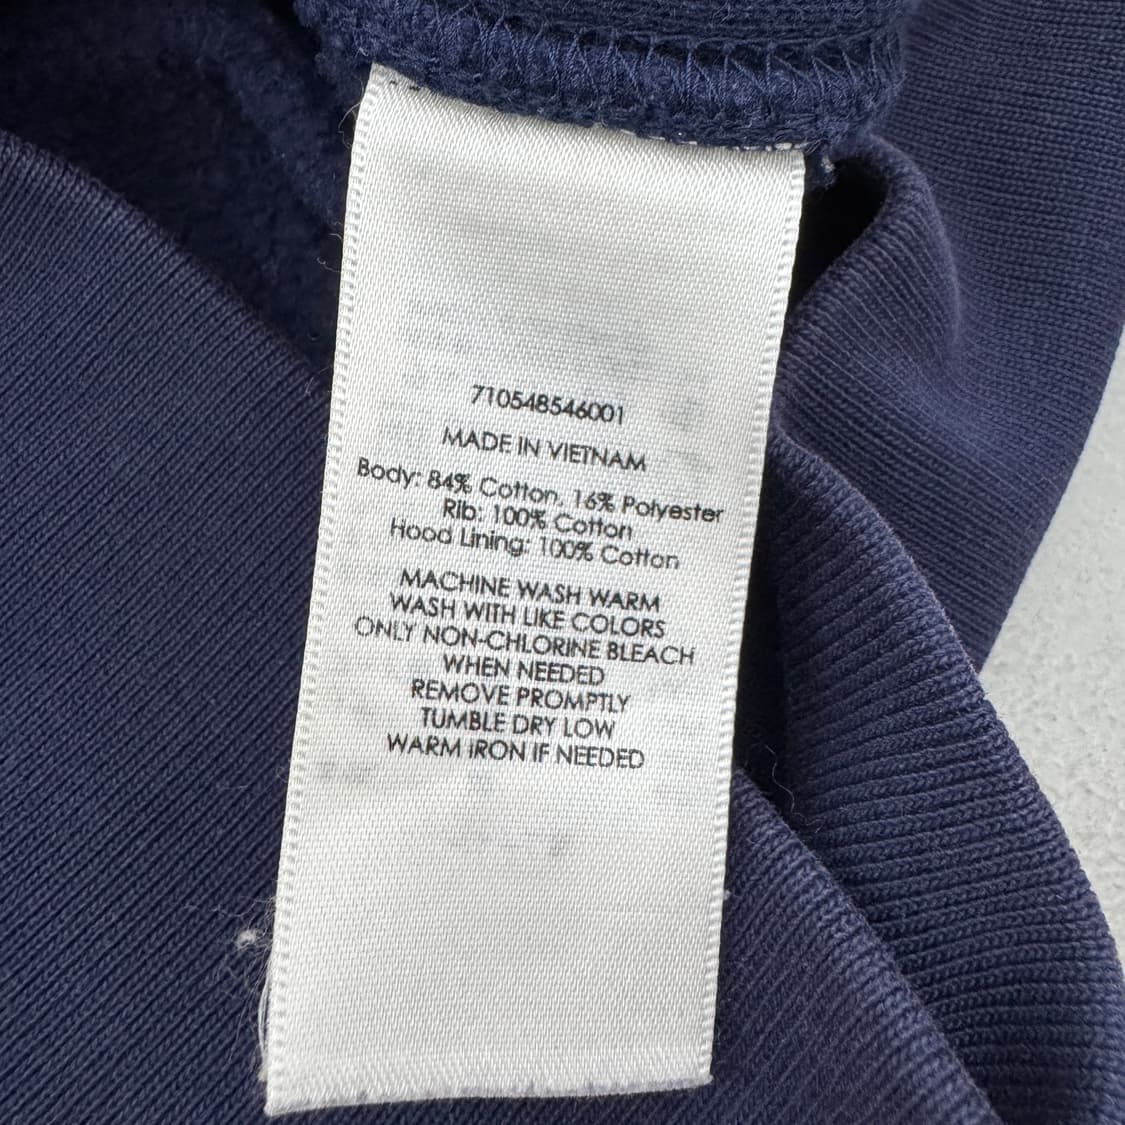 710548546001
MADE IN VIETNAM
Body: 84% Cotton, 16% Polyester
Rib: 100% Cotton
Hood Lining: 100% Cotton
MACHINE WASH WARM
WASH WITH LIKE COLORS
ONLY NON-CHLORINE BLEACH
WHEN NEEDED
REMOVE PROMPTLY
TUMBLE DRY LOW
WARM IRON IF NEEDED